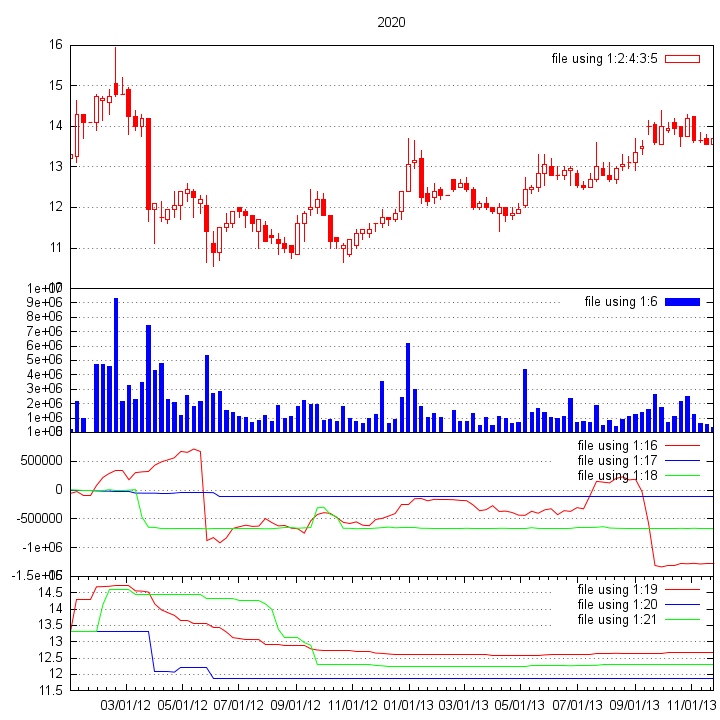 2020
16
file using 1:2:4:3:5
15
14
13
12
11
10
1e+07
file using 1:6
9e+06
8e+06
7e+06
6e+06
5e+06
4e+06
3e+06
2e+06
1e+06
file using 1:16
500000
file using 1:17
file using 1:18
0
-500000
-1e+06
-1.5e+06
file using 1:19
14.5
file using 1:20
14
file using 1:21
13.5
13
12.5
12
11.5
03/01/12 05/01/12 07/01/12 09/01/12 11/01/12 01/01/13 03/01/13 05/01/13 07/01/13 09/01/13 11/01/13